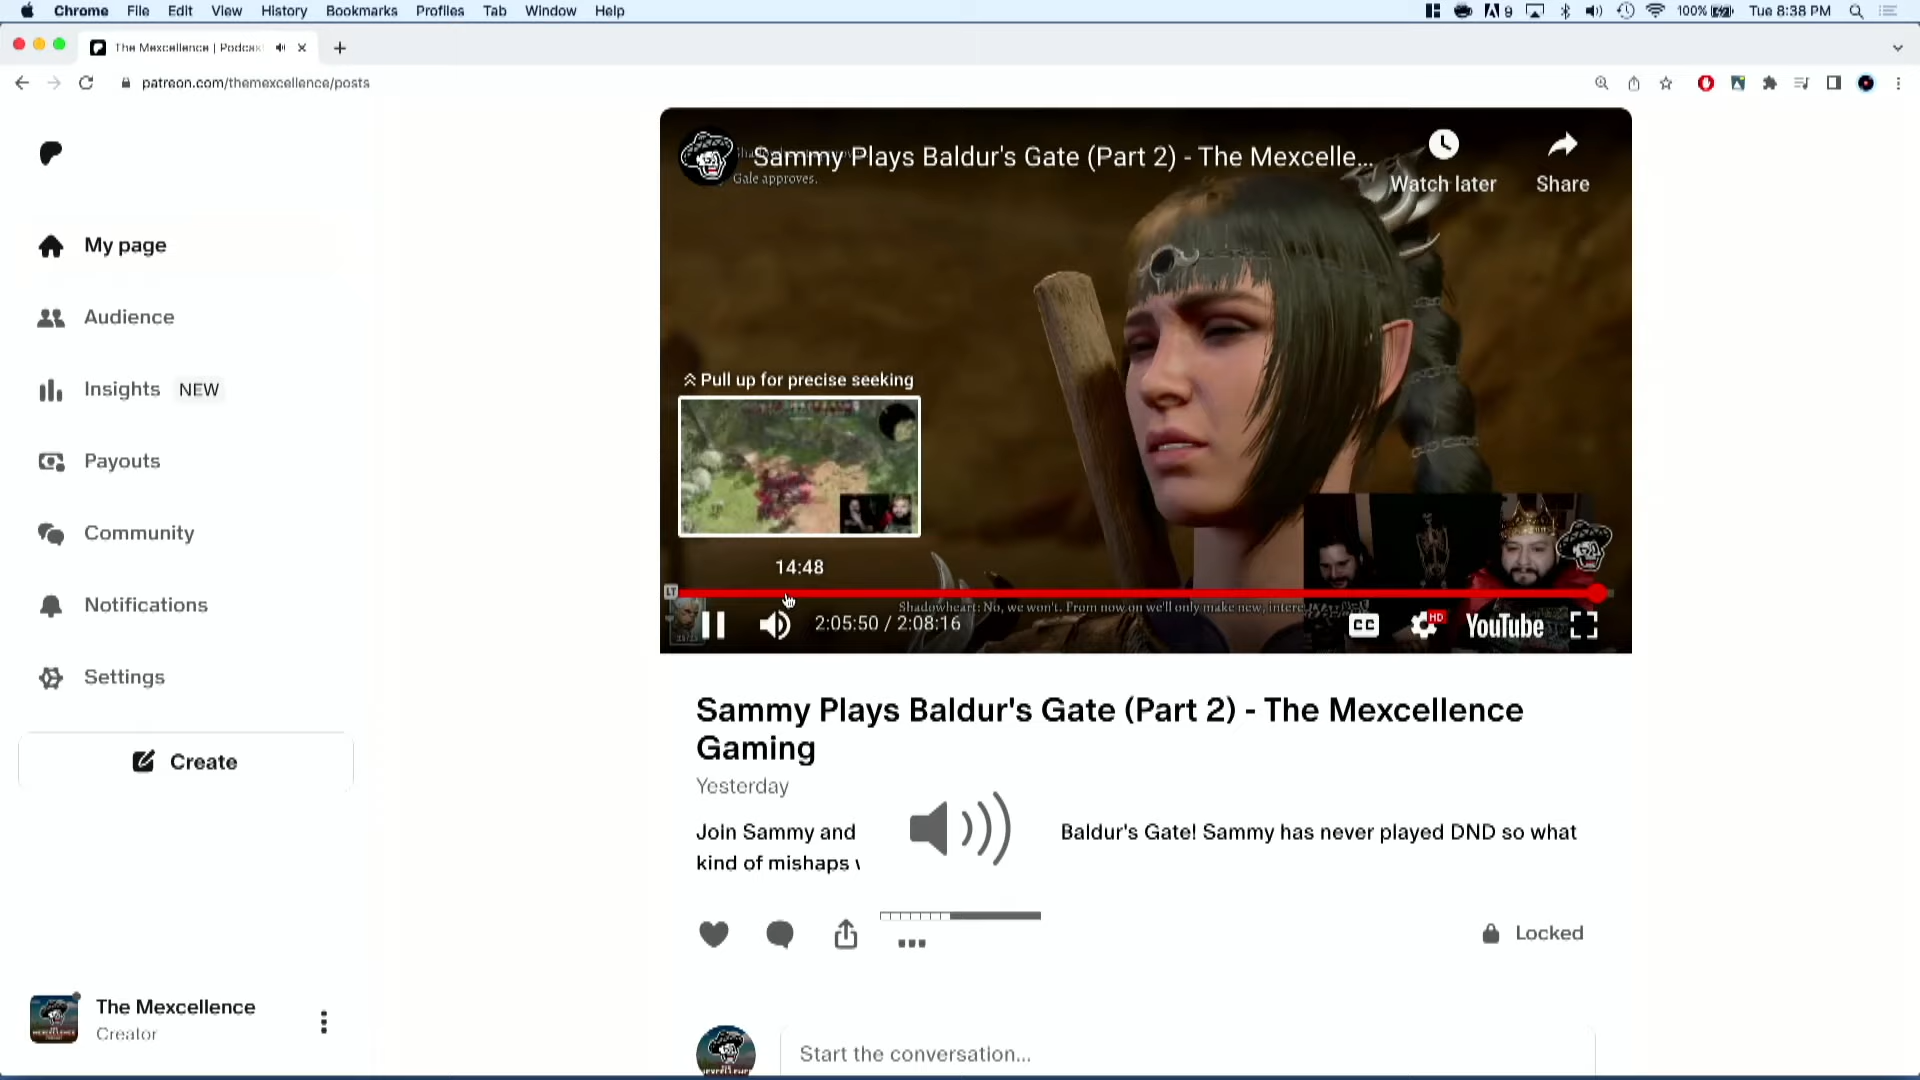 Chrome File Edit View History Bookmarks Profiles Tab Window Help
9
100%
Tue 8:38 PM
The Mexcellence | Podcas
patreon.com/themexcellence/posts
My page
Audience
Insights NEW
Payouts
Community
Notifications
Settings
Create
The Mexcellence
Creator
Sammy Plays Baldur's Gate (Part 2) - The Mexcelle...
Gale approves.
Watch later
Share
Pull up for precise seeking
14:48
LT
Shadowheart: No, we won't. From now on we'll only make new, intere
2:05:50 / 2:08:16
CC
HD
YouTube
Sammy Plays Baldur's Gate (Part 2) - The Mexcellence
Gaming
Yesterday
Join Sammy and Baldur's Gate! Sammy has never played DND so what
kind of mishaps
Locked
Start the conversation...